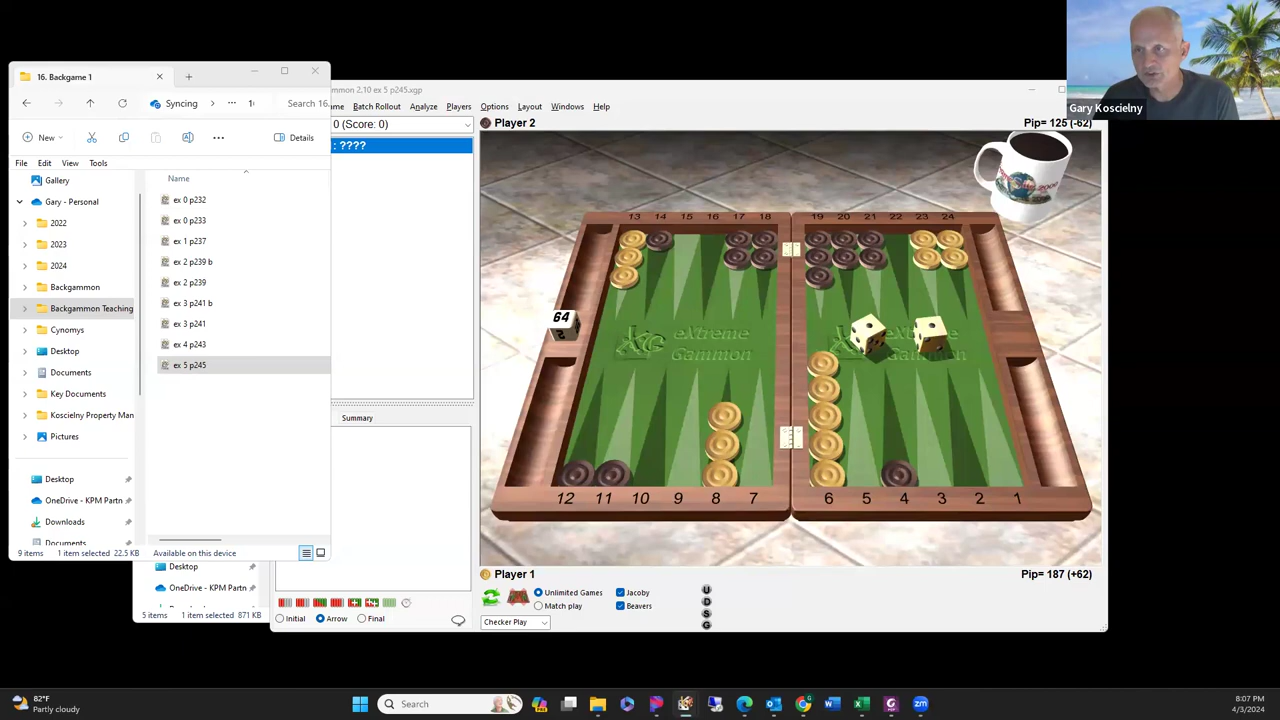 16. Backgame 1
Syncing
Search 16.
New
Details
File Edit View Tools
Gallery
Gary - Personal
2022
2023
2024
Backgammon
Backgammon Teaching
Cynomys
Desktop
Documents
Key Documents
Koscielny Property Man
Pictures
Desktop
OneDrive - KPM Partn
Downloads
Documents
Name
ex 0 p232
ex 0 p233
ex 1 p237
ex 2 p239 b
ex 2 p239
ex 3 p241 b
ex 3 p241
ex 4 p243
ex 5 p245
9 items 1 item selected 22.5 KB Available on this device
Desktop
OneDrive - KPM Partn
5 items 1 item selected 871 KB
mmon 2,10 ex 5 p245.xgp
me Batch Rollout Analyze Players Options Layout Windows Help
0 (Score: 0)
: ????
Summary
Player 2
Pip= 125 (-62)
13 14 15 16 17 18 19 20 21 22 23 24
64
2
eXtreme
Gammon
eXtreme
Gammon
12 11 10 9 8 7 6 5 4 3 2 1
Player 1
Pip= 187 (+62)
Unlimited Games
Match play
Jacoby
Beavers
Checker Play
U
D
S
G
Initial Arrow Final
Gary Koscielny
82°F
Partly cloudy
Search
8:07 PM
4/3/2024